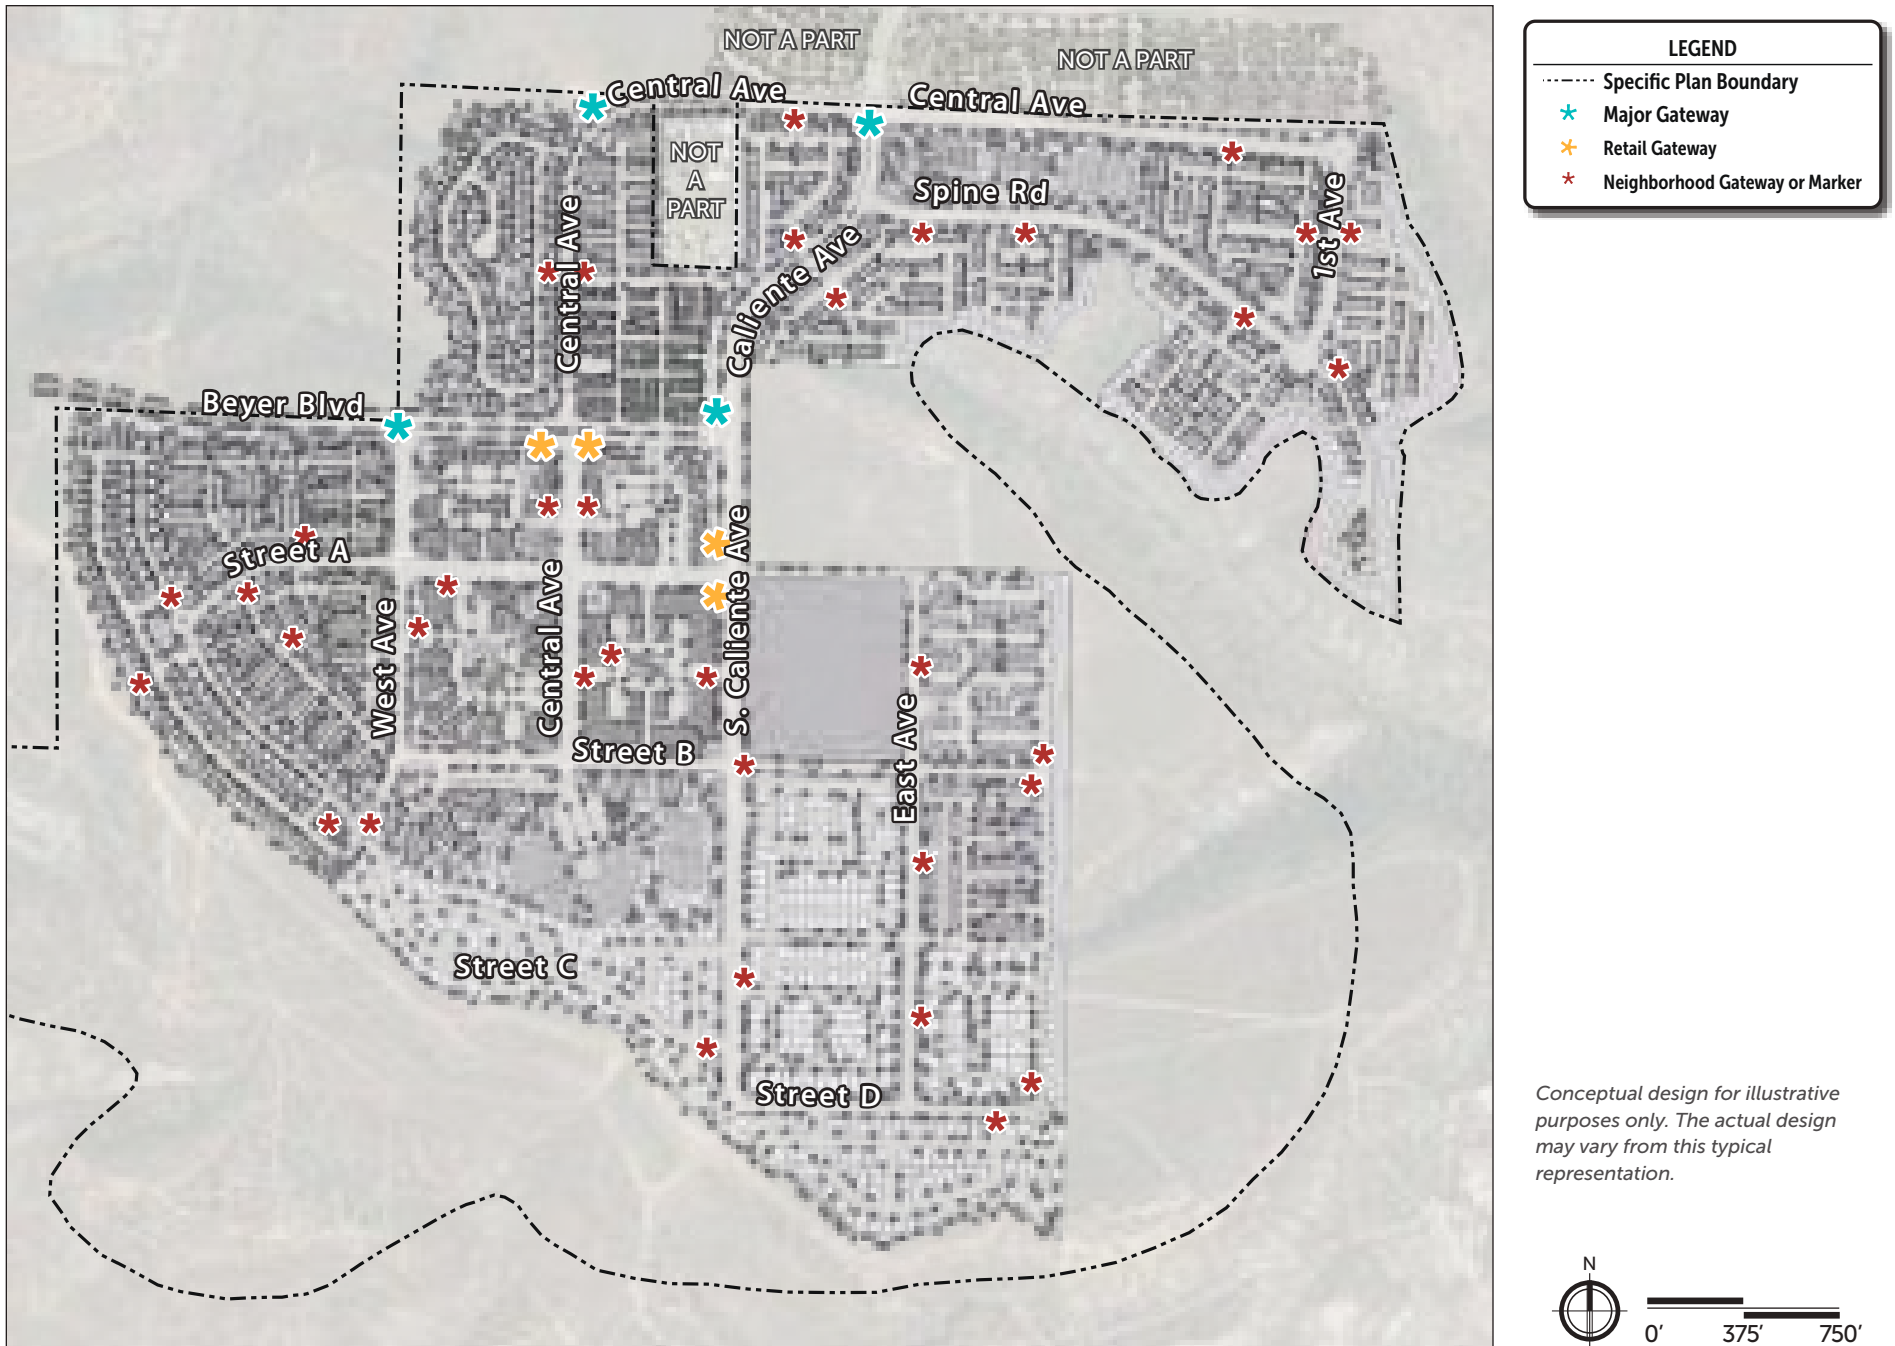 NOT A PART
NOT A PART
Central Ave
Central Ave
NOT
A
PART
Spine Rd
Central Ave
Caliente Ave
1st Ave
Beyer Blvd
Street A
West Ave
Central Ave
S. Caliente Ave
Street B
East Ave
Street C
Street D
LEGEND
Specific Plan Boundary
Major Gateway
Retail Gateway
Neighborhood Gateway or Marker
Conceptual design for illustrative
purposes only. The actual design
may vary from this typical
representation.
N
0' 375' 750'